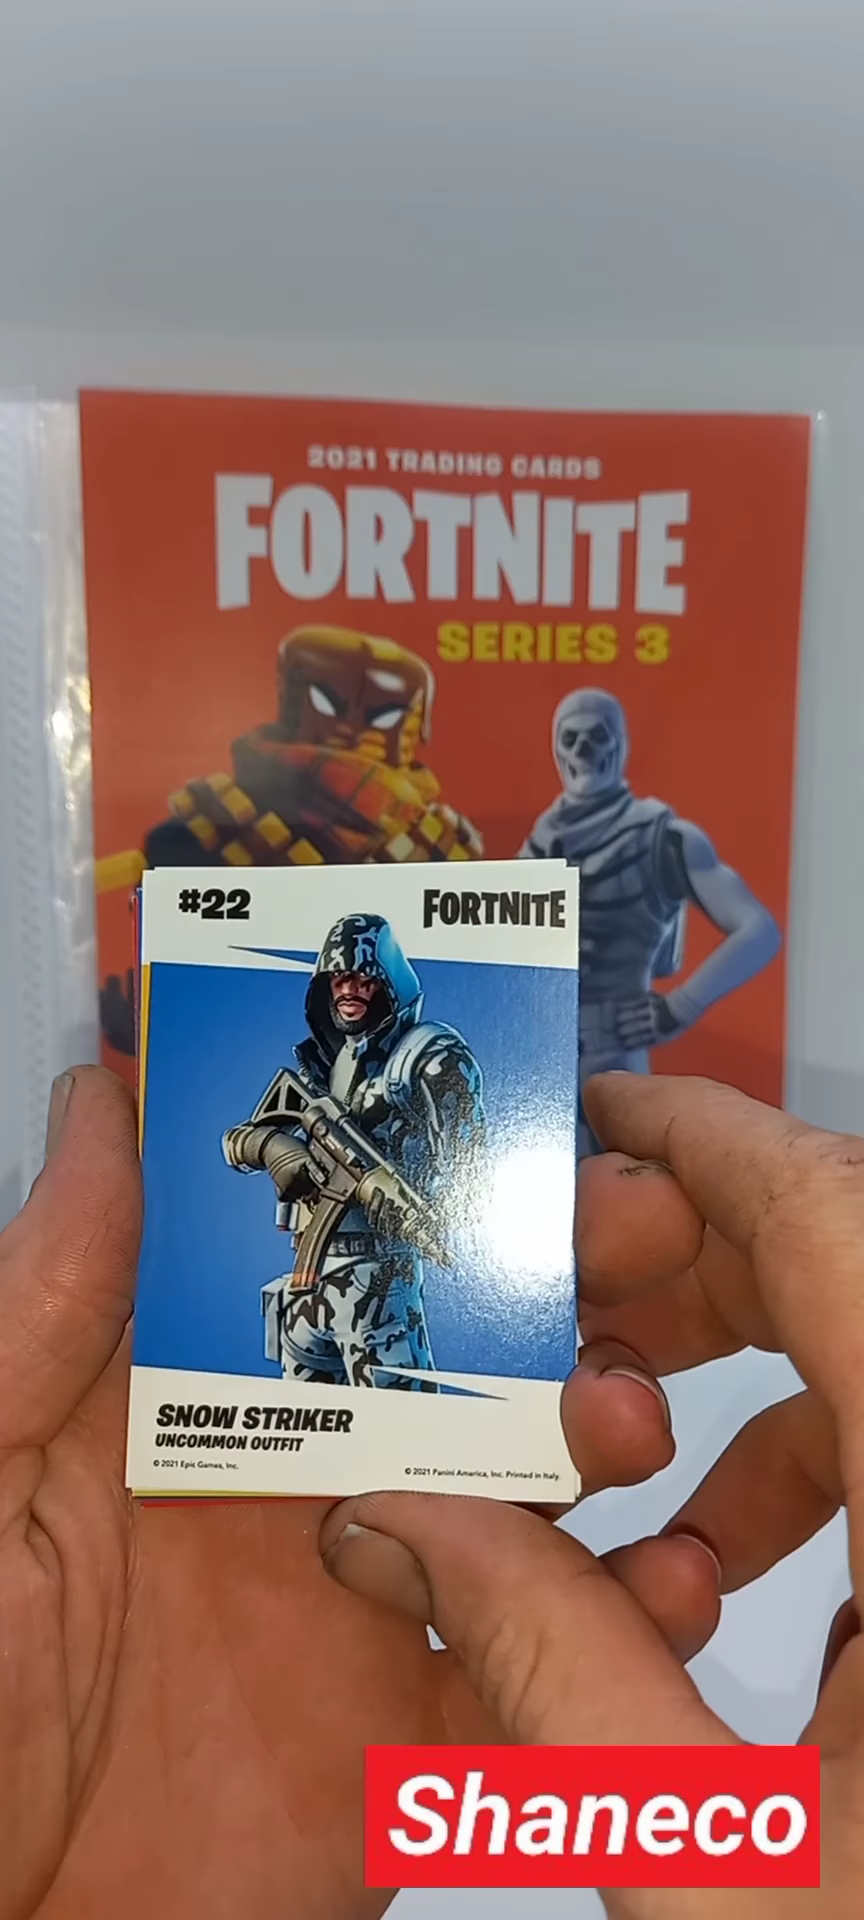 2021 TRADING CARDS
FORTNITE
SERIES 3
#22
FORTNITE
SNOW STRIKER
UNCOMMON OUTFIT
© 2021 Epic Games, Inc.
© 2021 Panini America, Inc. Printed in Italy.
Shaneco